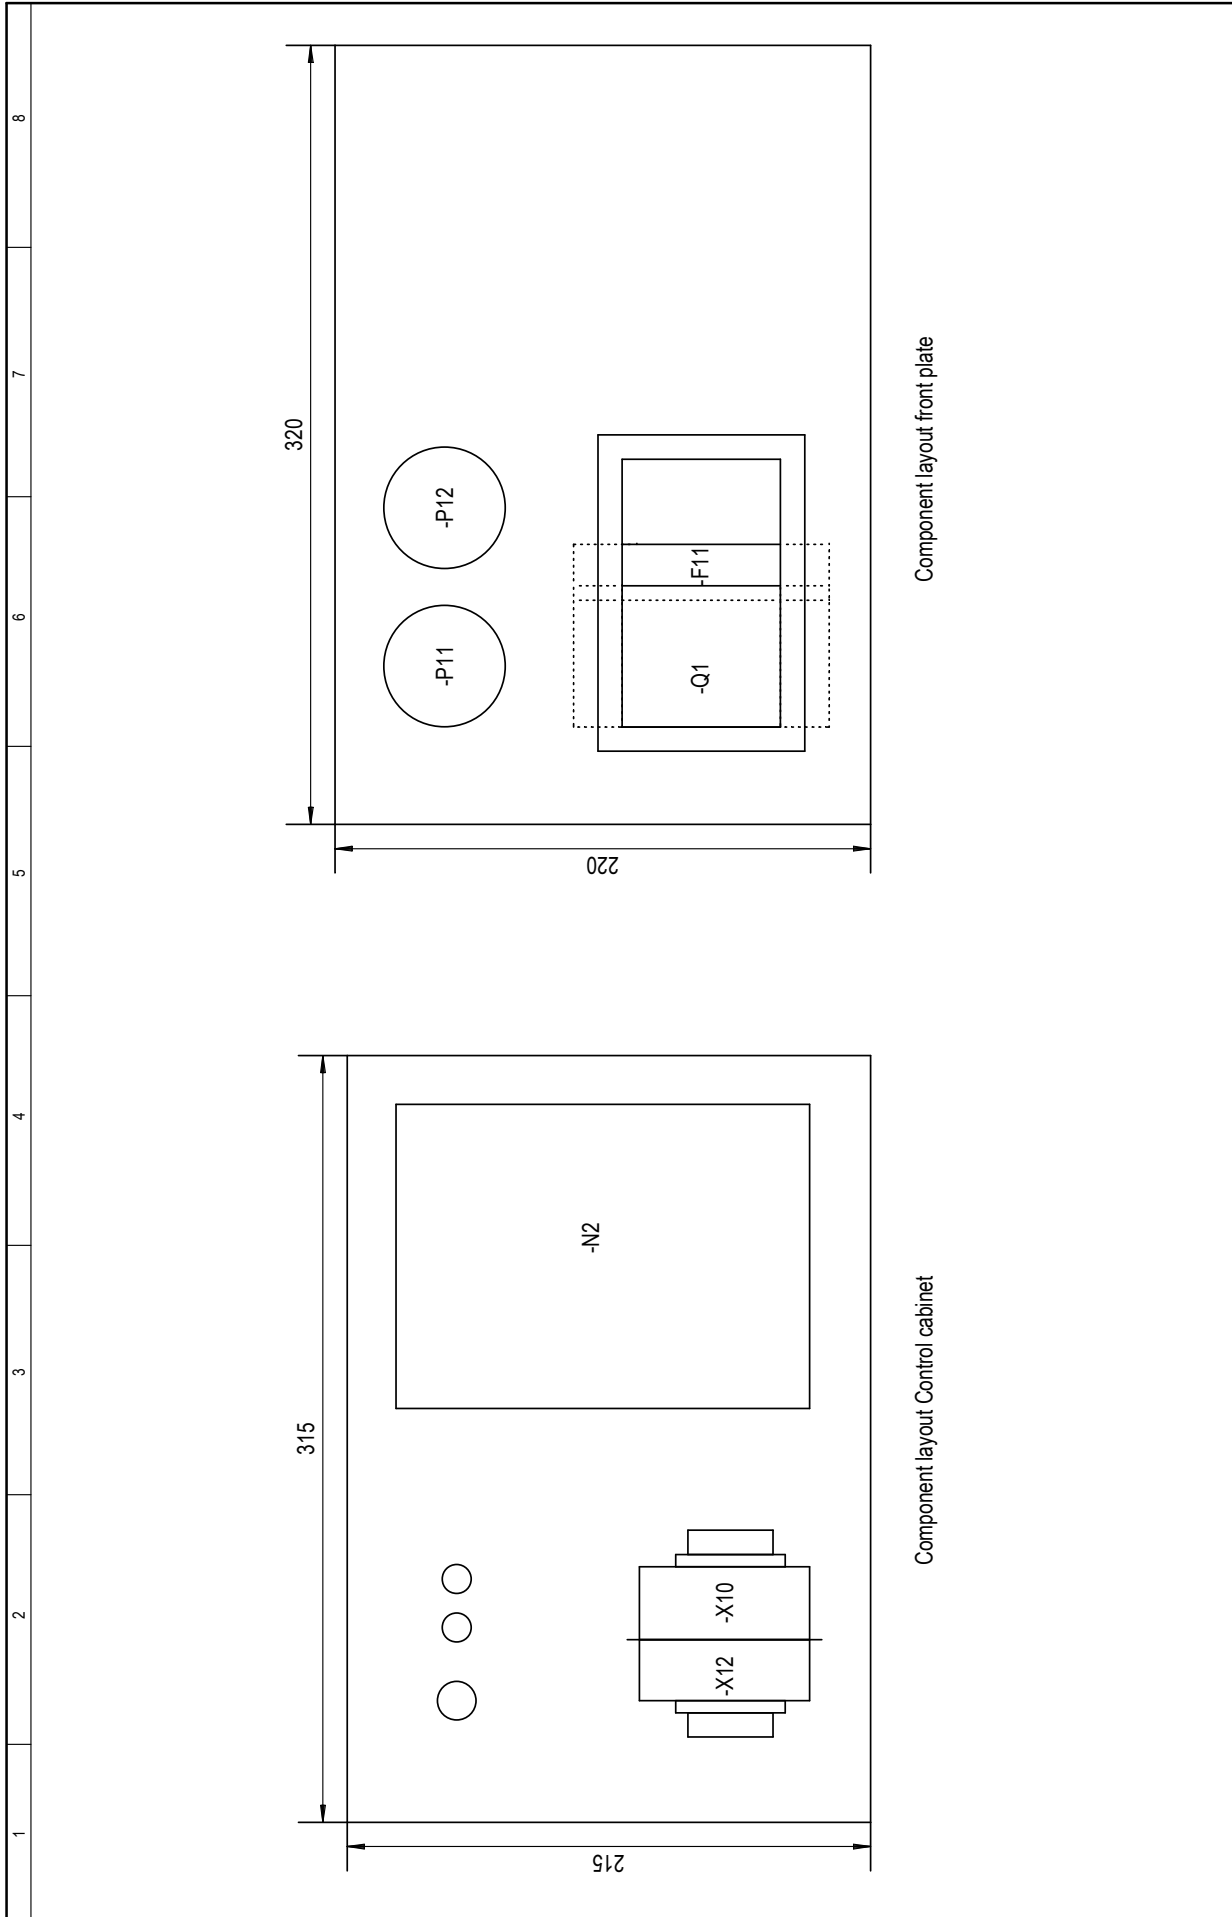 1
2
3
4
5
6
7
8
315
215
-N2
-X12
-X10
Component layout Control cabinet
320
220
-P11
-P12
-Q1
-F11
Component layout front plate